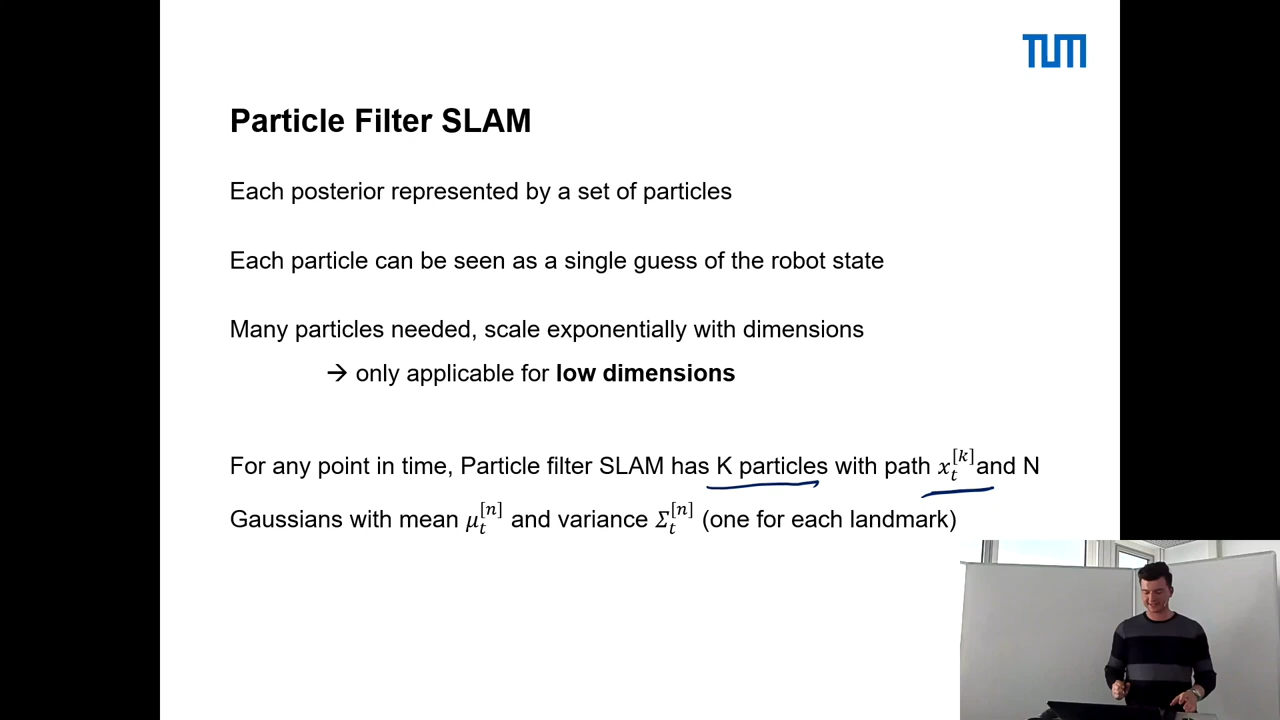 TUM
Particle Filter SLAM
Each posterior represented by a set of particles
Each particle can be seen as a single guess of the robot state
Many particles needed, scale exponentially with dimensions
→ only applicable for low dimensions
For any point in time, Particle filter SLAM has K particles with path $x_t^{[k]}$ and N
Gaussians with mean $\mu_t^{[n]}$ and variance $\Sigma_t^{[n]}$ (one for each landmark)